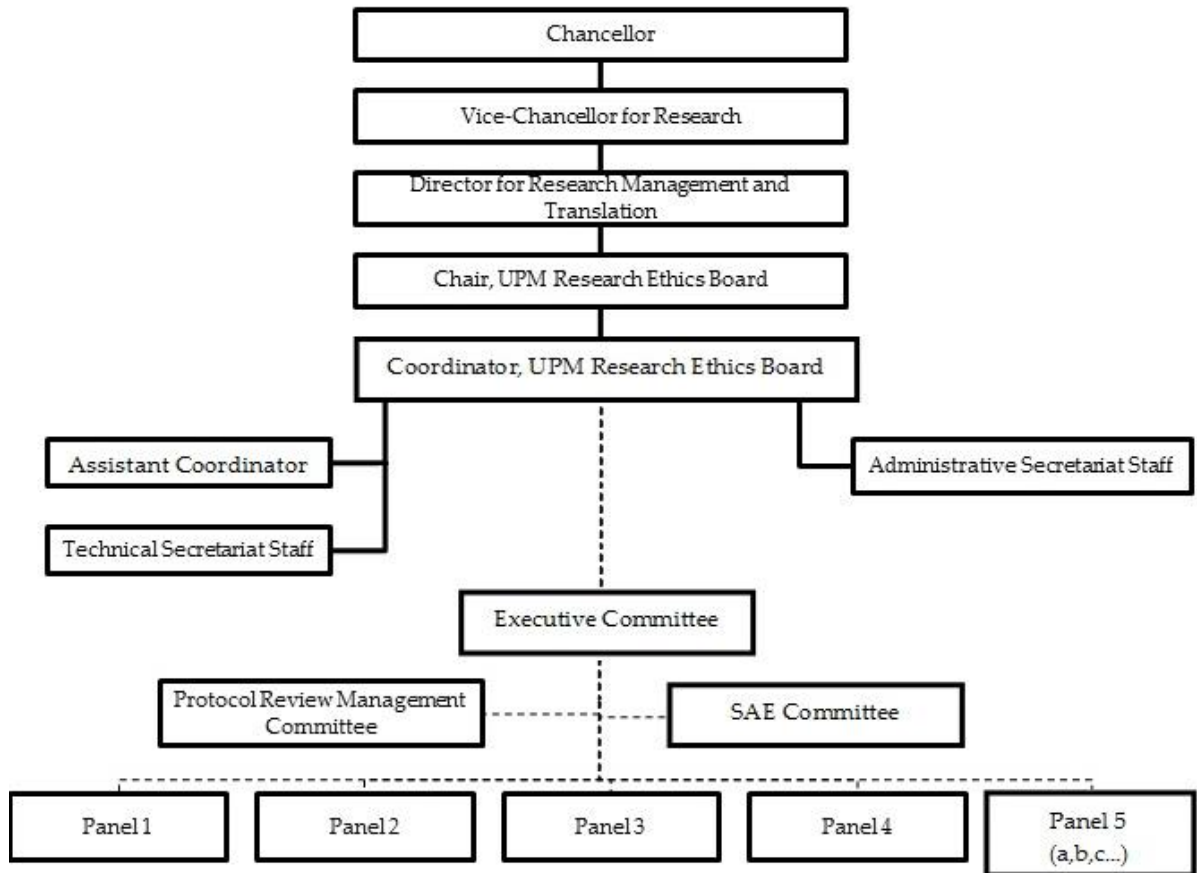 Chancellor
Vice-Chancellor for Research
Director for Research Management and
Translation
Chair, UPM Research Ethics Board
Coordinator, UPM Research Ethics Board
Assistant Coordinator
Administrative Secretariat Staff
Technical Secretariat Staff
Executive Committee
Protocol Review Management
Committee
SAE Committee
Panel 1
Panel 2
Panel 3
Panel 4
Panel 5
(a,b,c...)